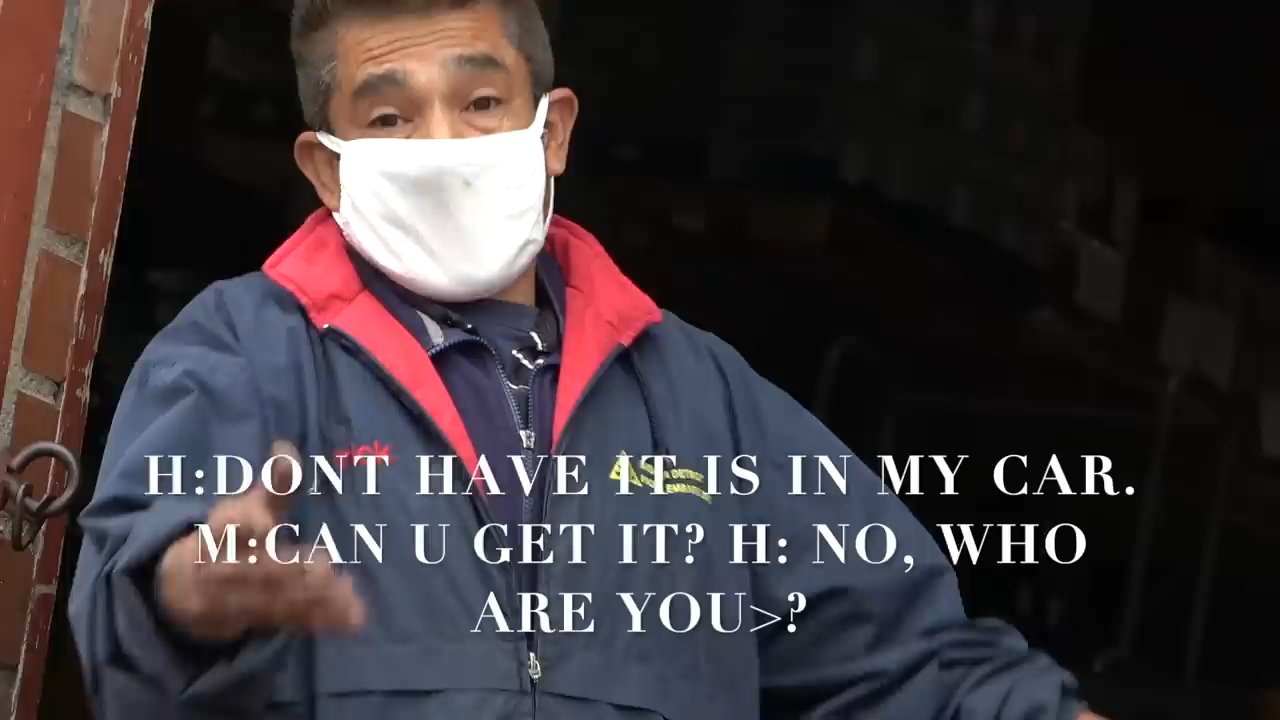 H:DONT HAVE IT IS IN MY CAR.
M:CAN U GET IT? H: NO, WHO
ARE YOU>?